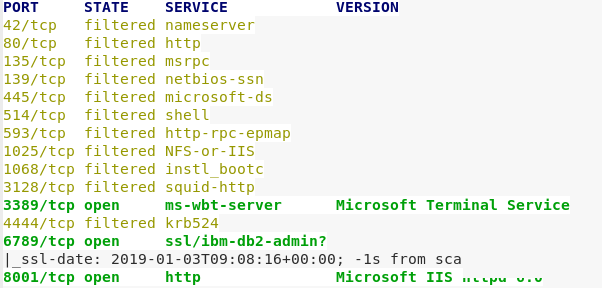 PORT STATE SERVICE VERSION
42/tcp filtered nameserver
80/tcp filtered http
135/tcp filtered msrpc
139/tcp filtered netbios-ssn
445/tcp filtered microsoft-ds
514/tcp filtered shell
593/tcp filtered http-rpc-epmap
1025/tcp filtered NFS-or-IIS
1068/tcp filtered instl_bootc
3128/tcp filtered squid-http
3389/tcp open ms-wbt-server Microsoft Terminal Service
4444/tcp filtered krb524
6789/tcp open ssl/ibm-db2-admin?
|_ssl-date: 2019-01-03T09:08:16+00:00; -1s from sca
8001/tcp open http Microsoft IIS